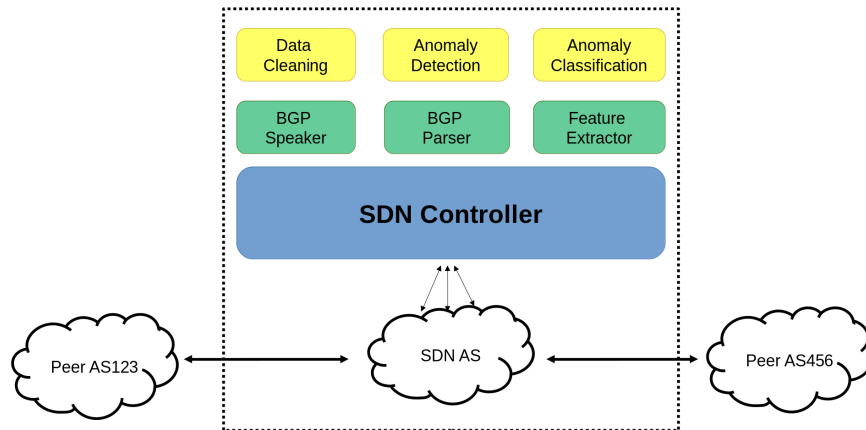 Data
Cleaning
Anomaly
Detection
Anomaly
Classification
BGP
Speaker
BGP
Parser
Feature
Extractor
SDN Controller
Peer AS123
SDN AS
Peer AS456